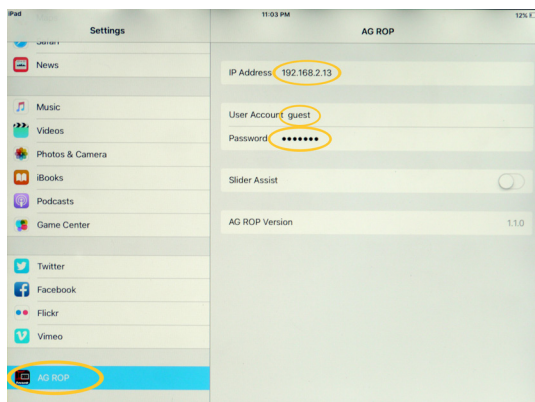 iPad
11:03 PM
12%
Settings
AG ROP
Safari
News
IP Address 192.168.2.13
Music
User Account guest
Videos
Password •••••••
Photos & Camera
iBooks
Slider Assist
Podcasts
Game Center
AG ROP Version 1.1.0
Twitter
Facebook
Flickr
Vimeo
AG ROP